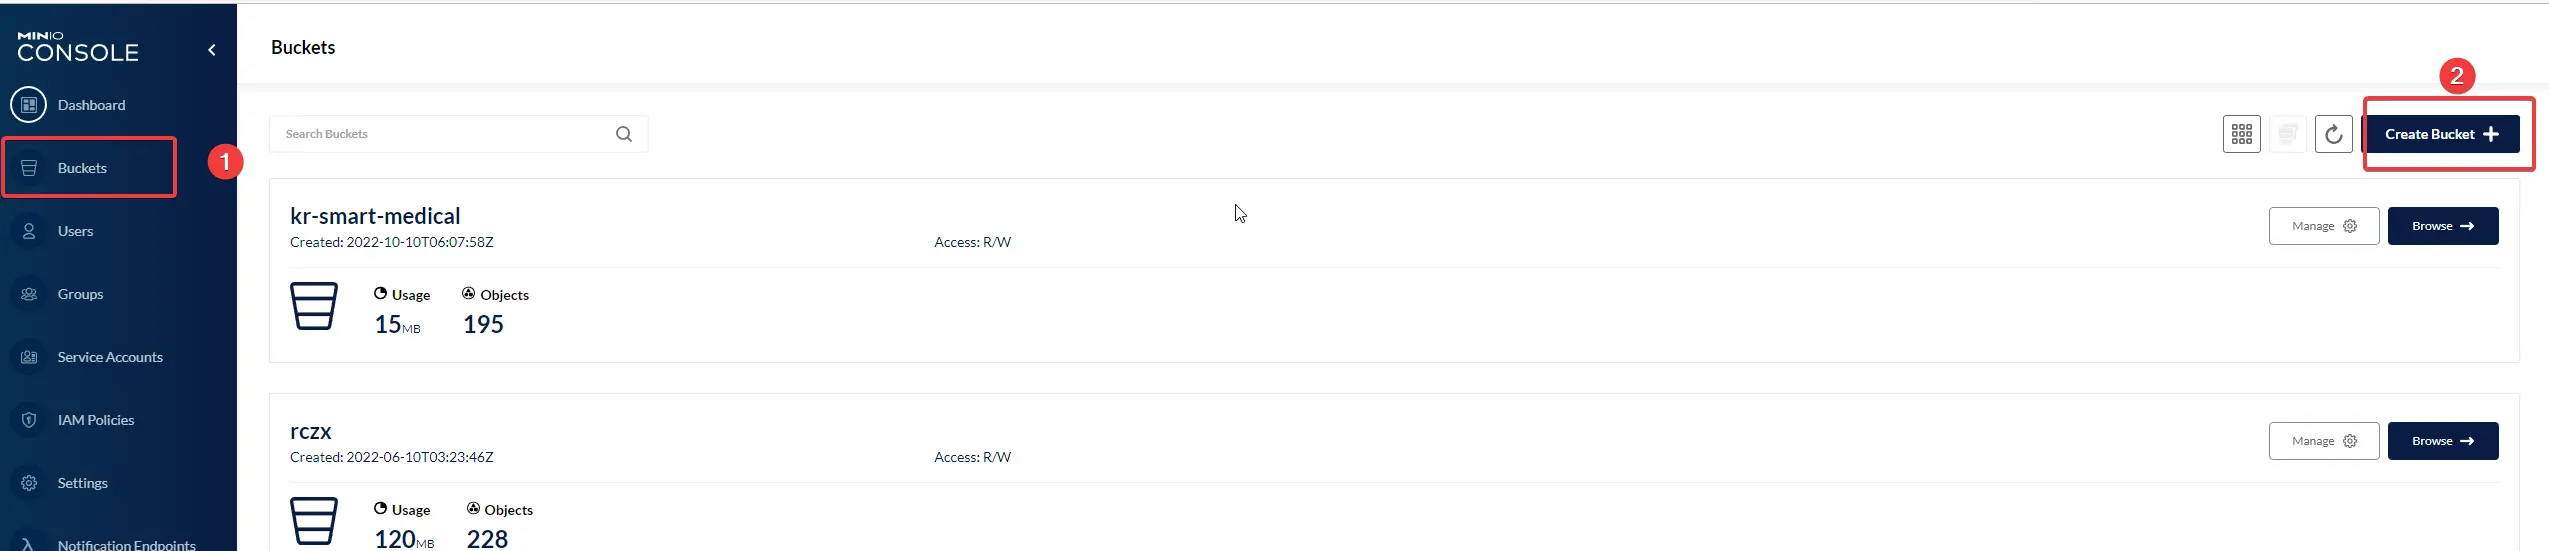 MINIO
CONSOLE
Dashboard
Buckets
1
Users
Groups
Service Accounts
IAM Policies
Settings
Notification Endpoints
Buckets
2
Search Buckets
Create Bucket
kr-smart-medical
Created: 2022-10-10T06:07:58Z
Access: R/W
Manage
Browse
Usage
Objects
15MB
195
rczx
Created: 2022-06-10T03:23:46Z
Access: R/W
Manage
Browse
Usage
Objects
120MB
228